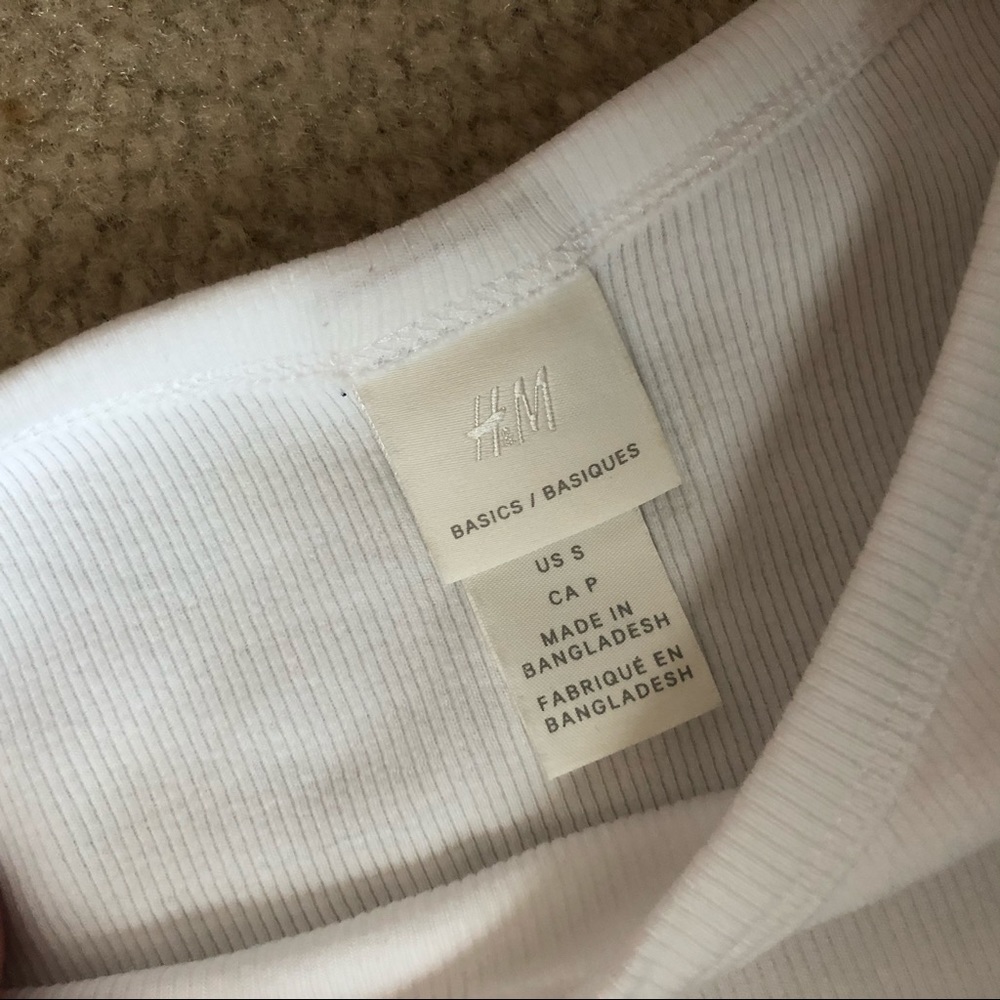 H&M
BASICS / BASIQUES
US S
CA P
MADE IN
BANGLADESH
FABRIQUÉ EN
BANGLADESH